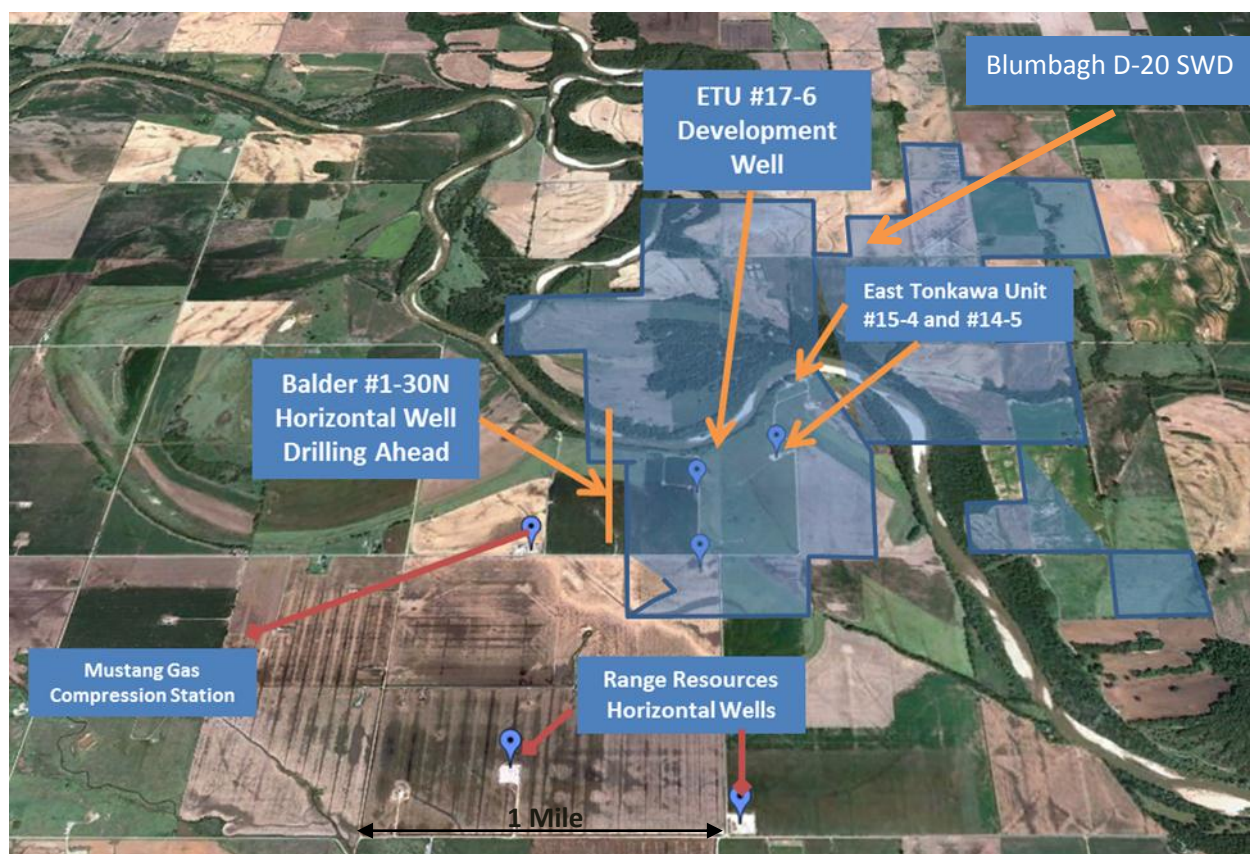 Blumbagh D-20 SWD
ETU #17-6
Development
Well
East Tonkawa Unit
#15-4 and #14-5
Balder #1-30N
Horizontal Well
Drilling Ahead
Mustang Gas
Compression Station
Range Resources
Horizontal Wells
1 Mile